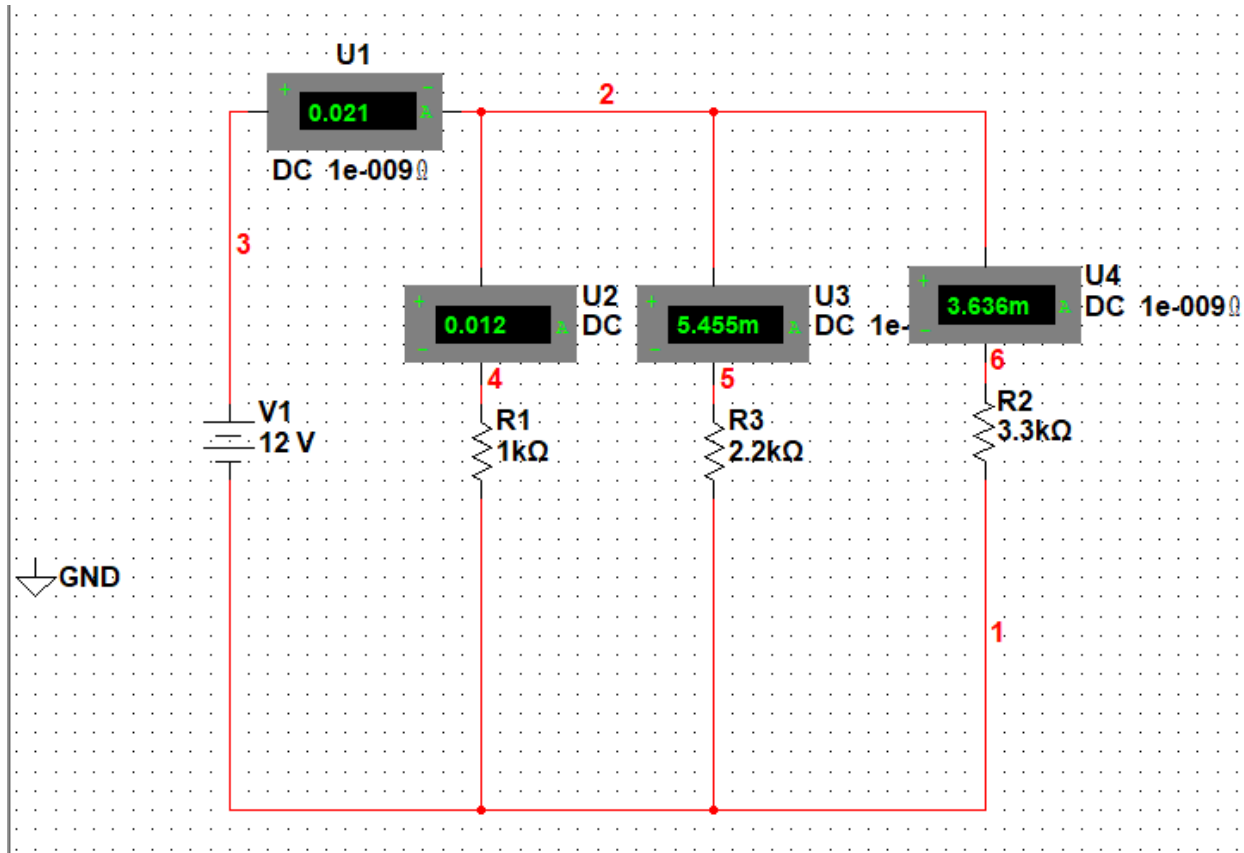 U1
+ -
0.021 A
DC 1e-009Ω
2
3
+
0.012 A
-
U2
DC
+
5.455m A
-
U3
DC 1e-
+
3.636m A
-
U4
DC 1e-009Ω
4
5
6
V1
12 V
R1
1kΩ
R3
2.2kΩ
R2
3.3kΩ
GND
1